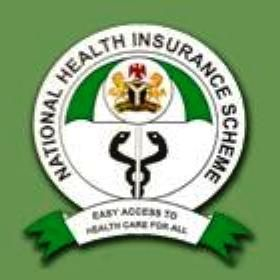 NATIONAL HEALTH INSURANCE SCHEME
EASY ACCESS TO
HEALTH CARE FOR ALL